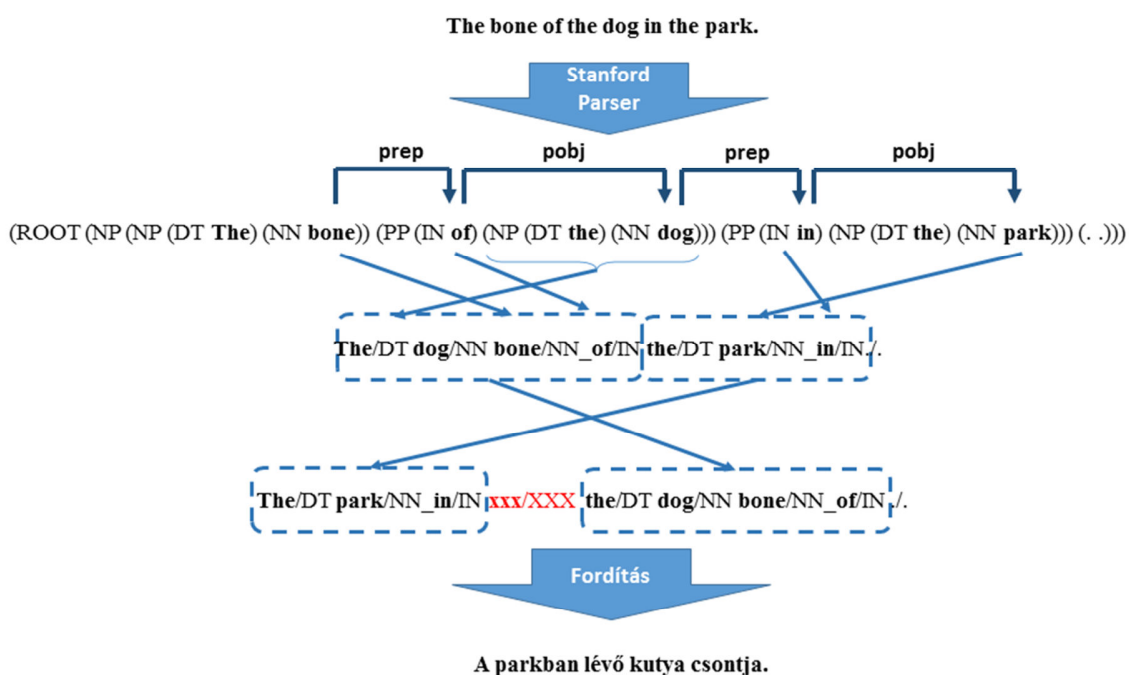 The bone of the dog in the park.
Stanford
Parser
prep pobj prep pobj
(ROOT (NP (NP (DT The) (NN bone)) (PP (IN of) (NP (DT the) (NN dog))) (PP (IN in) (NP (DT the) (NN park))) (. .)))
The/DT dog/NN bone/NN_of/IN the/DT park/NN_in/IN ./.
The/DT park/NN_in/IN xxx/XXX the/DT dog/NN bone/NN_of/IN ./.
Fordítás
A parkban lévő kutya csontja.